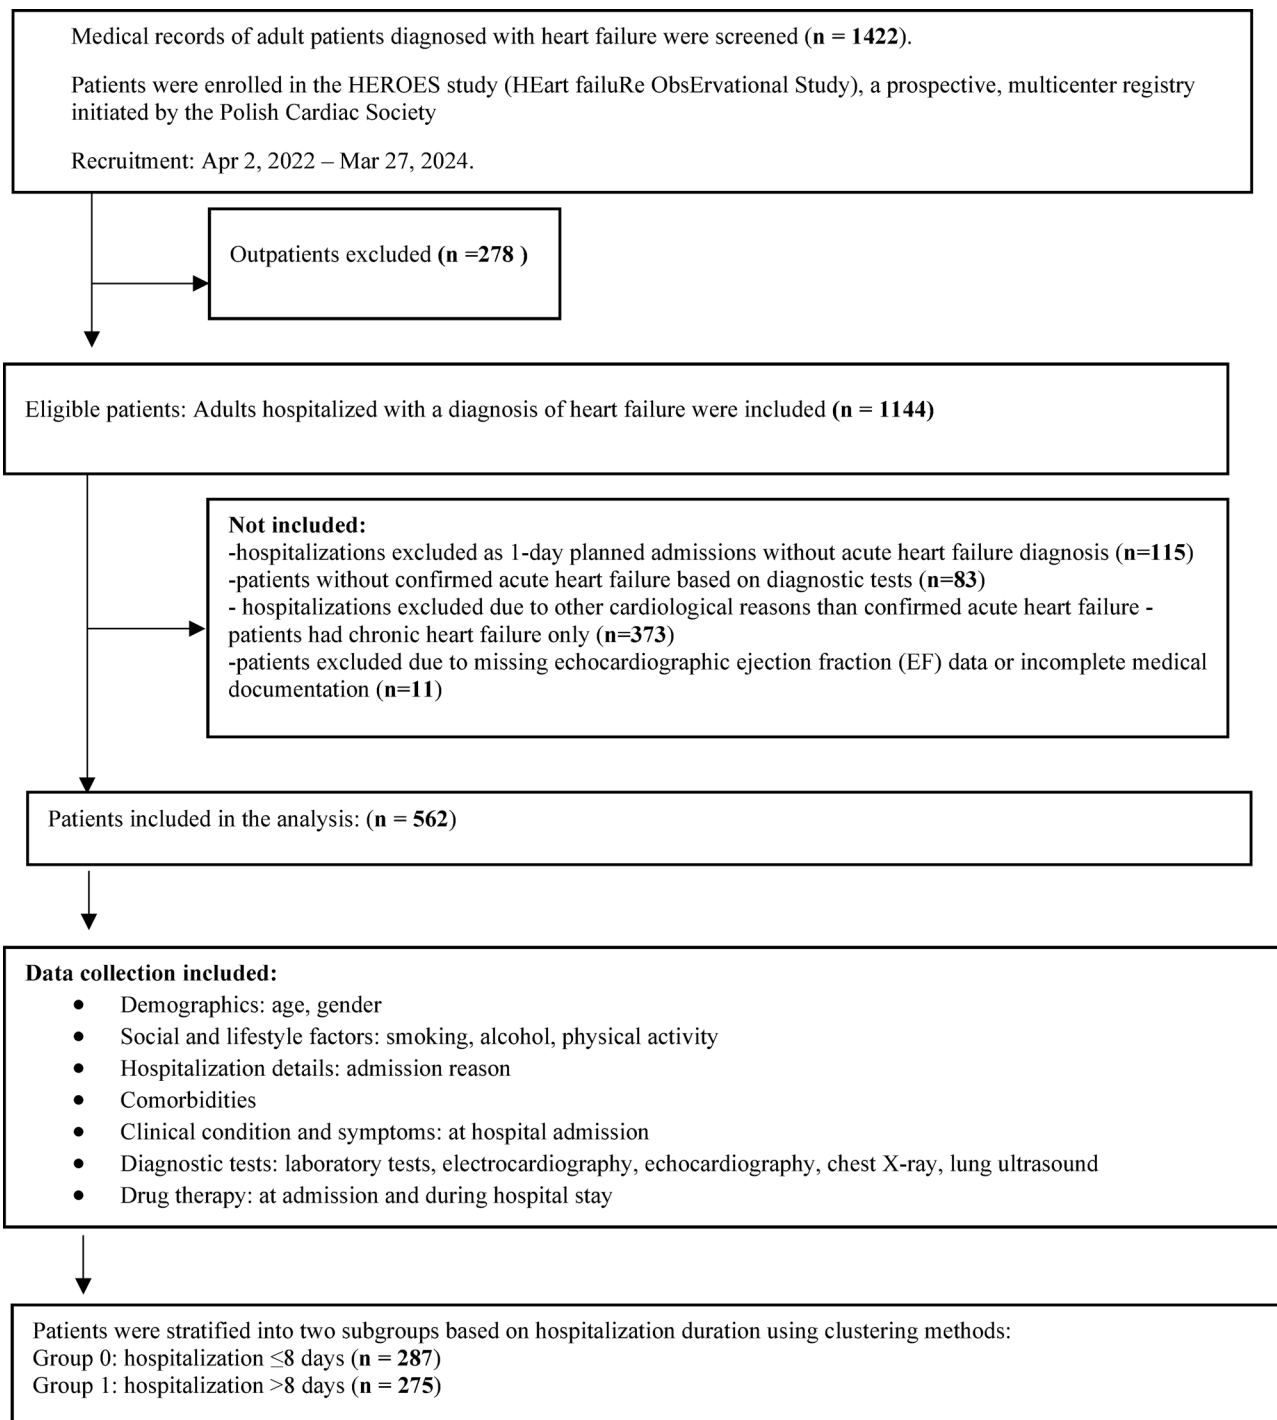 Medical records of adult patients diagnosed with heart failure were screened (n = 1422).
Patients were enrolled in the HEROES study (HEart failuRe ObsErvational Study), a prospective, multicenter registry
initiated by the Polish Cardiac Society
Recruitment: Apr 2, 2022 – Mar 27, 2024.
Outpatients excluded (n =278 )
Eligible patients: Adults hospitalized with a diagnosis of heart failure were included (n = 1144)
Not included:
-hospitalizations excluded as 1-day planned admissions without acute heart failure diagnosis (n=115)
-patients without confirmed acute heart failure based on diagnostic tests (n=83)
- hospitalizations excluded due to other cardiological reasons than confirmed acute heart failure -
patients had chronic heart failure only (n=373)
-patients excluded due to missing echocardiographic ejection fraction (EF) data or incomplete medical
documentation (n=11)
Patients included in the analysis: (n = 562)
Data collection included:
• Demographics: age, gender
• Social and lifestyle factors: smoking, alcohol, physical activity
• Hospitalization details: admission reason
• Comorbidities
• Clinical condition and symptoms: at hospital admission
• Diagnostic tests: laboratory tests, electrocardiography, echocardiography, chest X-ray, lung ultrasound
• Drug therapy: at admission and during hospital stay
Patients were stratified into two subgroups based on hospitalization duration using clustering methods:
Group 0: hospitalization ≤8 days (n = 287)
Group 1: hospitalization >8 days (n = 275)